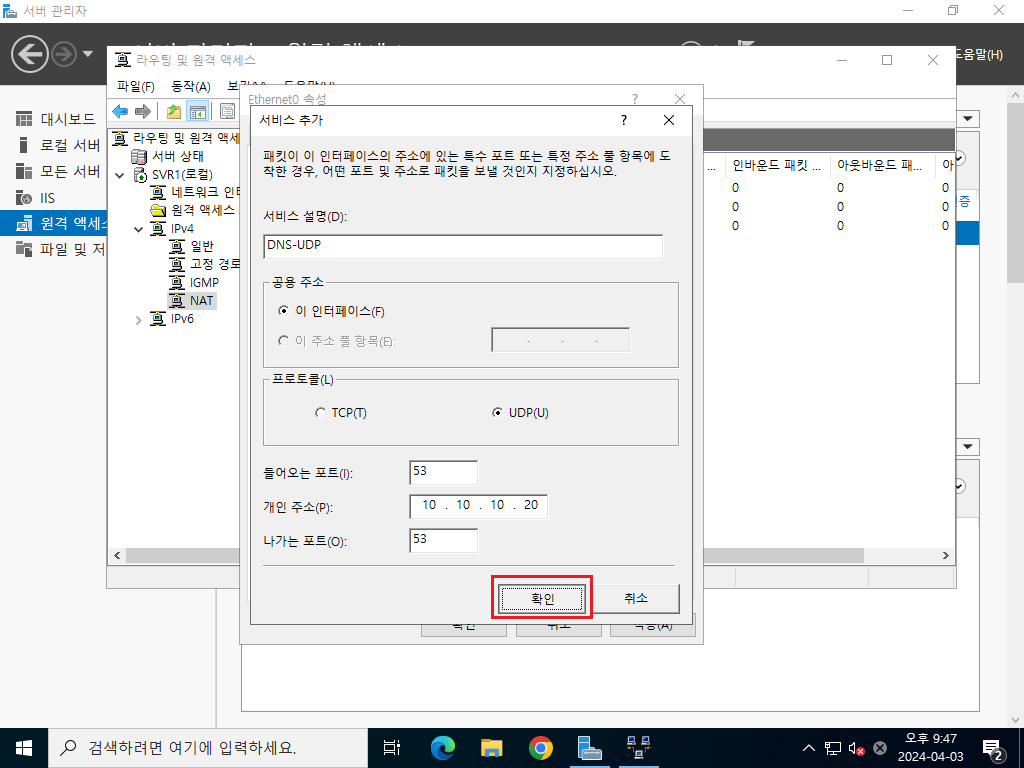 서버 관리자
도움말(H)
라우팅 및 원격 액세스
파일(F) 동작(A)
Ethernet0 속성 ?
서비스 추가 ?
대시보드
로컬 서버
모든 서버
IIS
원격 액세스
파일 및 저
라우팅 및 원격 액세
서버 상태
SVR1(로컬)
네트워크 인터
원격 액세스
IPv4
일반
고정 경로
IGMP
NAT
IPv6
패킷이 이 인터페이스의 주소에 있는 특수 포트 또는 특정 주소 풀 항목에 도
착한 경우, 어떤 포트 및 주소로 패킷을 보낼 것인지 지정하십시오.
서비스 설명(D):
DNS-UDP
공용 주소
이 인터페이스(F)
이 주소 풀 항목(E):
. . .
프로토콜(L)
TCP(T) UDP(U)
들어오는 포트(I): 53
개인 주소(P): 10 . 10 . 10 . 20
나가는 포트(O): 53
확인 취소
... 인바운드 패킷 ... 아웃바운드 패... 아
0 0 0
0 0 0
0 0 0
증
확인 취소 적용(A)
검색하려면 여기에 입력하세요.
오후 9:47
2024-04-03
2